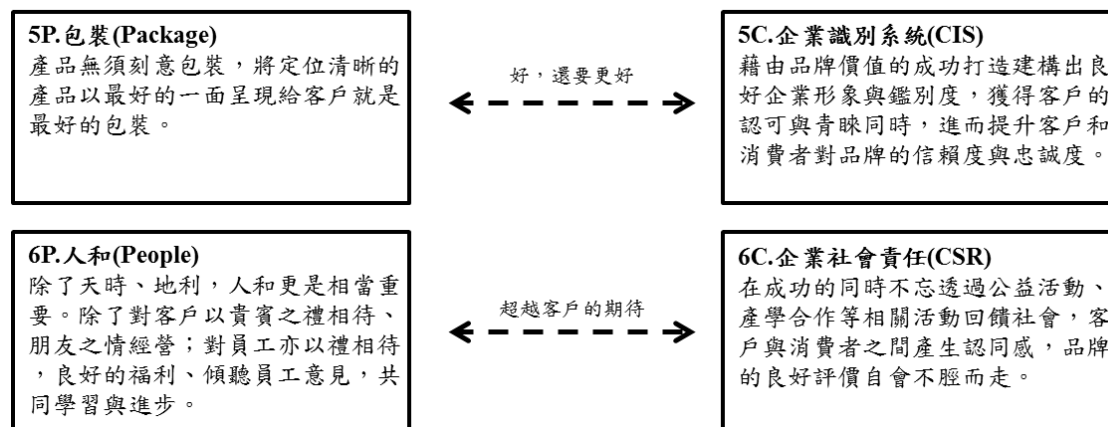 5P.包裝(Package)
產品無須刻意包裝，將定位清晰的
產品以最好的一面呈現給客戶就是
最好的包裝。
好，還要更好
5C.企業識別系統(CIS)
藉由品牌價值的成功打造建構出良
好企業形象與鑑別度，獲得客戶的
認可與青睞同時，進而提升客戶和
消費者對品牌的信賴度與忠誠度。
6P.人和(People)
除了天時、地利，人和更是相當重
要。除了對客戶以貴賓之禮相待、
朋友之情經營；對員工亦以禮相待
，良好的福利、傾聽員工意見，共
同學習與進步。
超越客戶的期待
6C.企業社會責任(CSR)
在成功的同時不忘透過公益活動、
產學合作等相關活動回饋社會，客
戶與消費者之間產生認同感，品牌
的良好評價自會不脛而走。